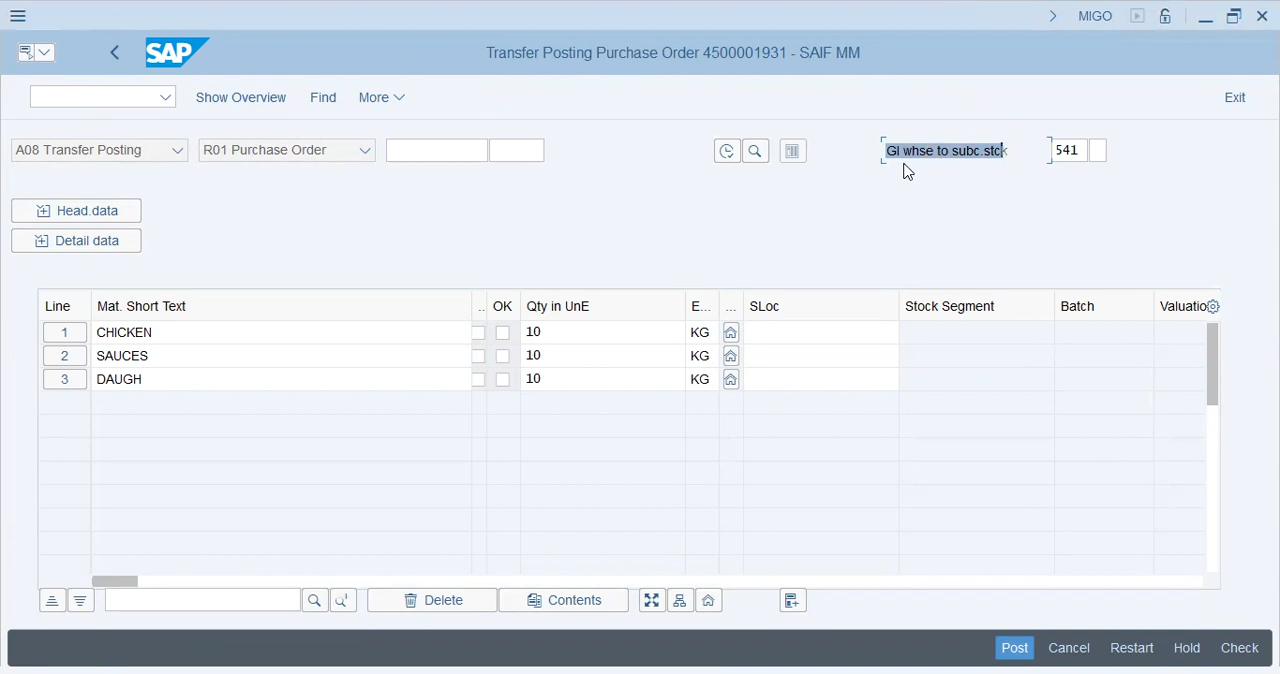 MIGO
SAP
Transfer Posting Purchase Order 4500001931 - SAIF MM
Show Overview Find More Exit
A08 Transfer Posting R01 Purchase Order GI whse to subc.stck 541
Head.data
Detail data
Line Mat. Short Text .. OK Qty in UnE E... ... SLoc Stock Segment Batch Valuatio
1 CHICKEN 10 KG
2 SAUCES 10 KG
3 DAUGH 10 KG
Delete Contents
Post Cancel Restart Hold Check